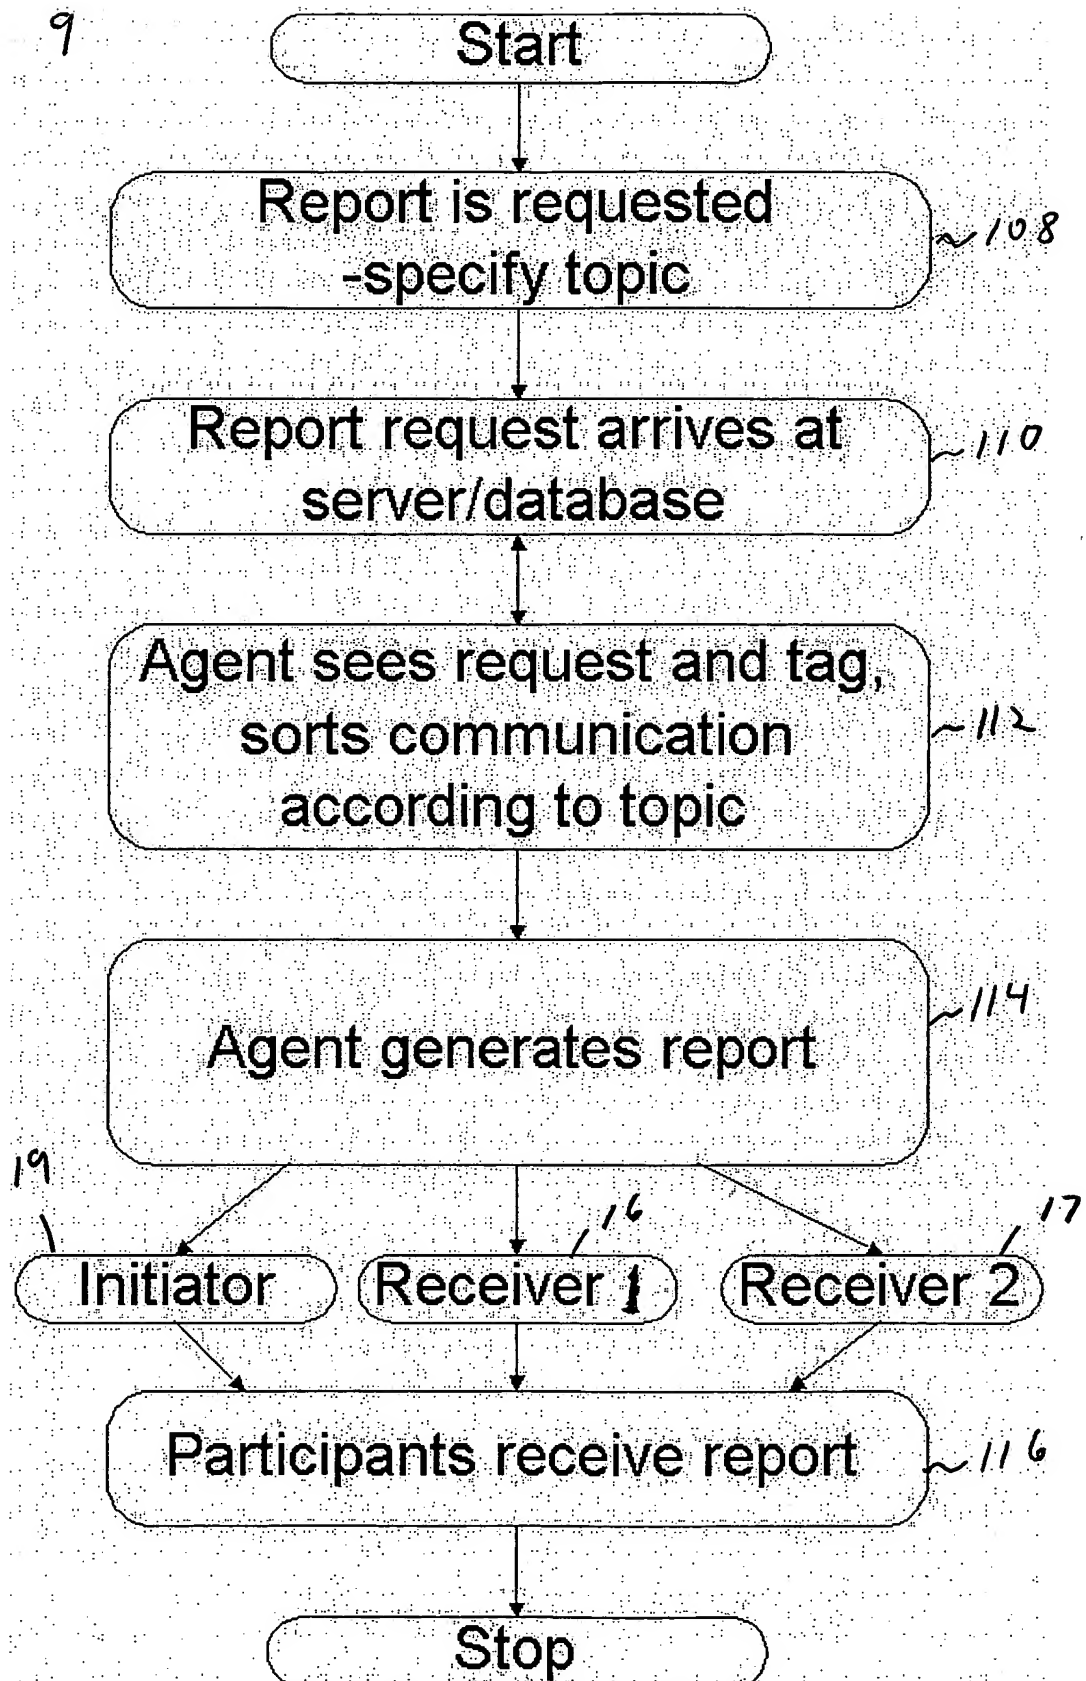 9
Start
Report is requested
-specify topic
108
Report request arrives at
server/database
110
Agent sees request and tag,
sorts communication
according to topic
112
Agent generates report
114
19
16
17
Initiator
Receiver 1
Receiver 2
Participants receive report
116
Stop